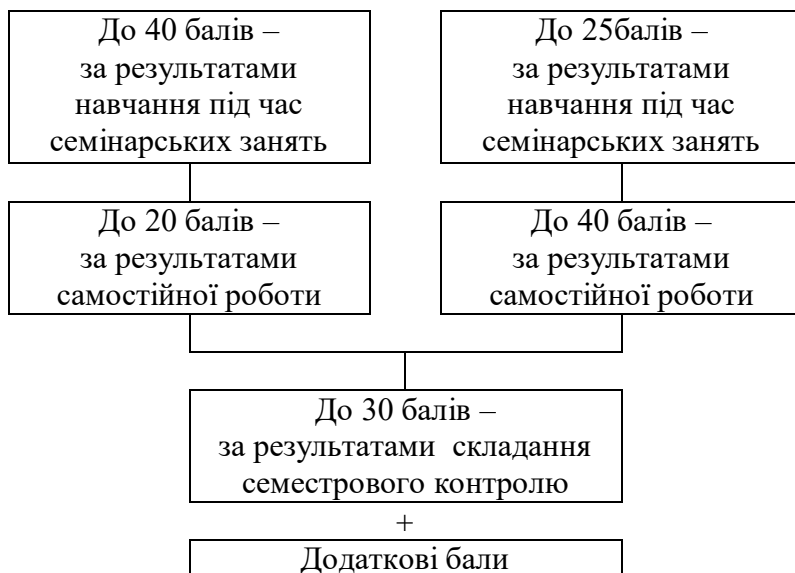 До 40 балів –
за результатами
навчання під час
семінарських занять
До 25балів –
за результатами
навчання під час
семінарських занять
До 20 балів –
за результатами
самостійної роботи
До 40 балів –
за результатами
самостійної роботи
До 30 балів –
за результатами складання
семестрового контролю
+
Додаткові бали